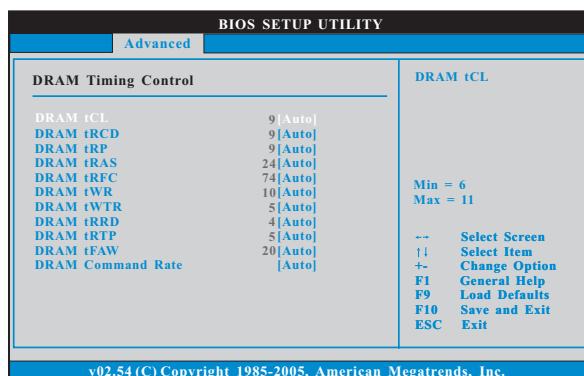 BIOS SETUP UTILITY
Advanced
DRAM Timing Control
DRAM tCL 9 [Auto]
DRAM tRCD 9 [Auto]
DRAM tRP 9 [Auto]
DRAM tRAS 24 [Auto]
DRAM tRFC 74 [Auto]
DRAM tWR 10 [Auto]
DRAM tWTR 5 [Auto]
DRAM tRRD 4 [Auto]
DRAM tRTP 5 [Auto]
DRAM tFAW 20 [Auto]
DRAM Command Rate [Auto]
DRAM tCL
Min = 6
Max = 11
←→ Select Screen
↑↓ Select Item
+- Change Option
F1 General Help
F9 Load Defaults
F10 Save and Exit
ESC Exit
v02.54 (C) Copyright 1985-2005, American Megatrends, Inc.